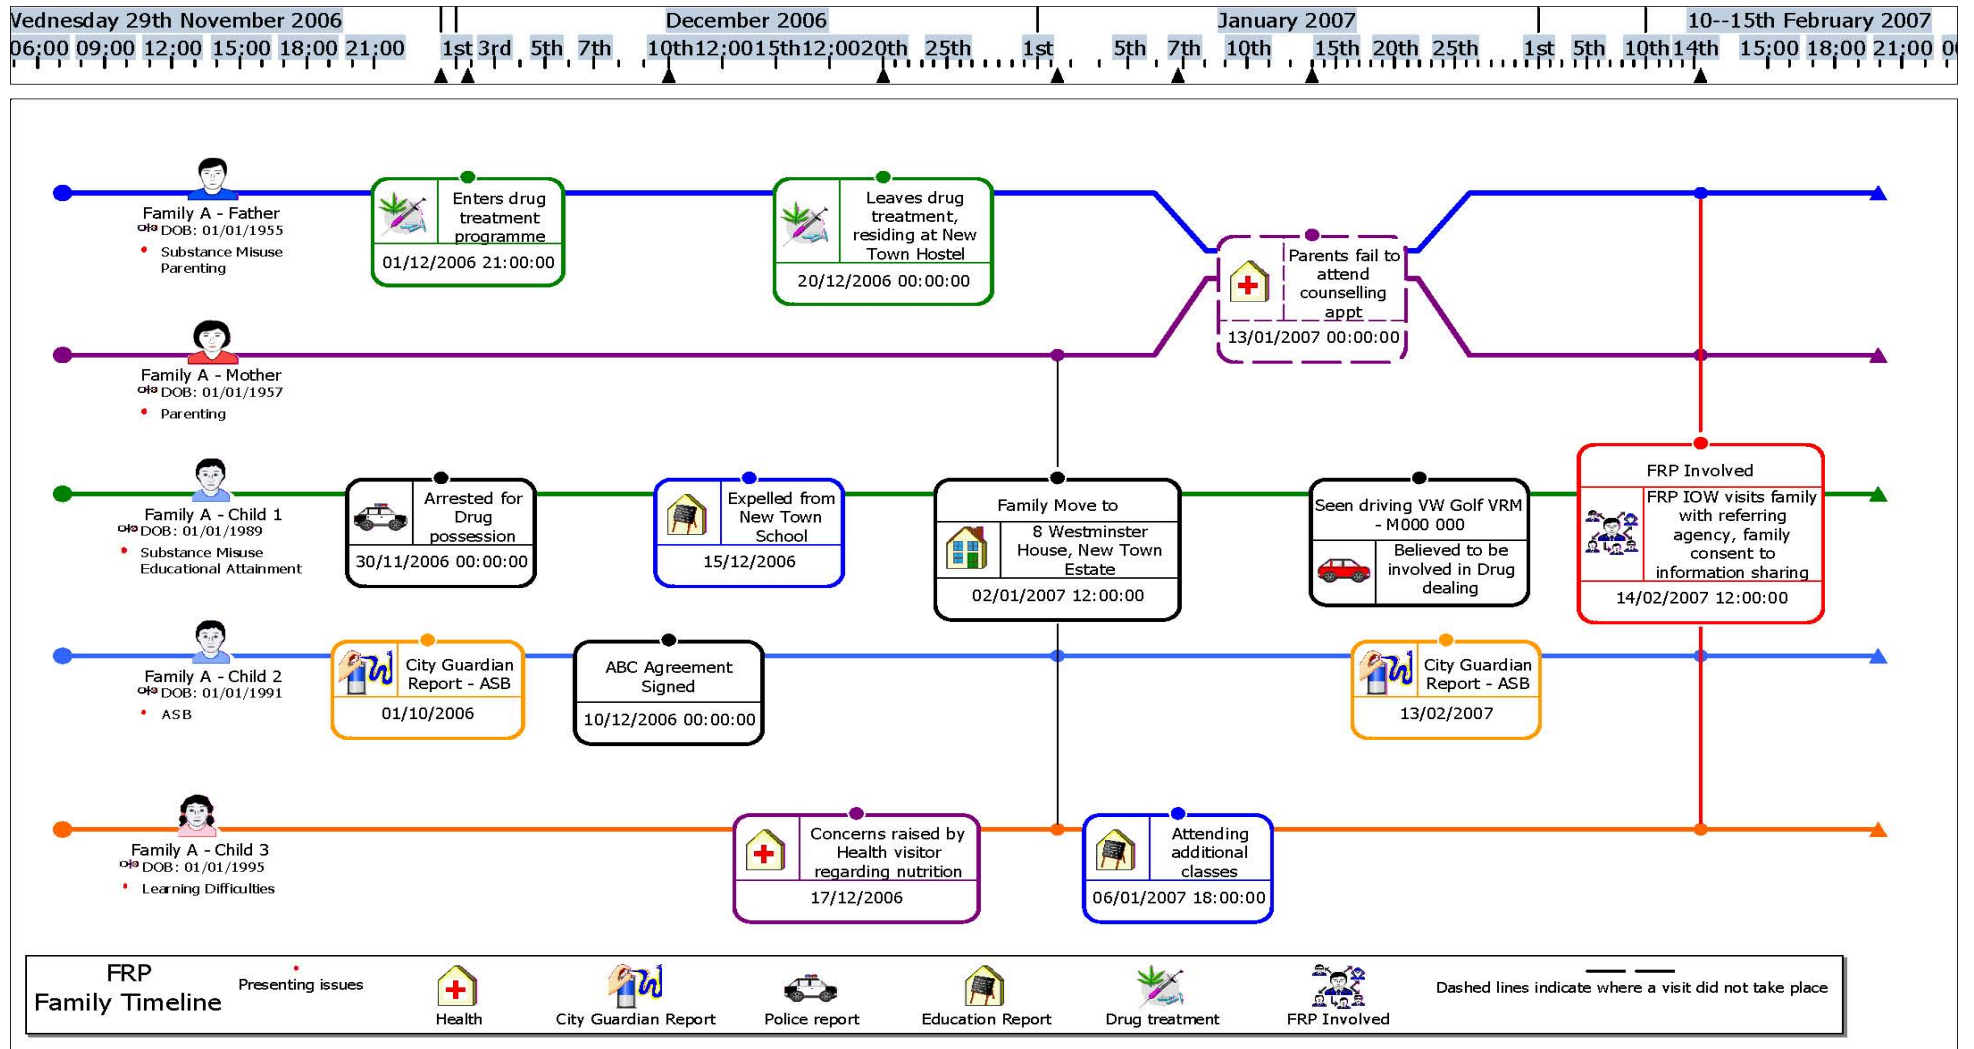 Wednesday 29th November 2006
December 2006
January 2007
10--15th February 2007
06:00 09:00 12:00 15:00 18:00 21:00 1st 3rd 5th 7th 10th 12:00 15th 12:00 20th 25th 1st 5th 7th 10th 15th 20th 25th 1st 5th 10th 14th 15:00 18:00 21:00
Family A - Father
DOB: 01/01/1955
Substance Misuse
Parenting
Enters drug
treatment
programme
01/12/2006 21:00:00
Leaves drug
treatment,
residing at New
Town Hostel
20/12/2006 00:00:00
Parents fail to
attend
counselling
appt
13/01/2007 00:00:00
Family A - Mother
DOB: 01/01/1957
Parenting
Family A - Child 1
DOB: 01/01/1989
Substance Misuse
Educational Attainment
Arrested for
Drug
possession
30/11/2006 00:00:00
Expelled from
New Town
School
15/12/2006
Family Move to
8 Westminster
House, New Town
Estate
02/01/2007 12:00:00
Seen driving VW Golf VRM
- M000 000
Believed to be
involved in Drug
dealing
FRP Involved
FRP IOW visits family
with referring
agency, family
consent to
information sharing
14/02/2007 12:00:00
Family A - Child 2
DOB: 01/01/1991
ASB
City Guardian
Report - ASB
01/10/2006
ABC Agreement
Signed
10/12/2006 00:00:00
City Guardian
Report - ASB
13/02/2007
Family A - Child 3
DOB: 01/01/1995
Learning Difficulties
Concerns raised by
Health visitor
regarding nutrition
17/12/2006
Attending
additional
classes
06/01/2007 18:00:00
FRP
Family Timeline
Presenting issues
Health
City Guardian Report
Police report
Education Report
Drug treatment
FRP Involved
Dashed lines indicate where a visit did not take place